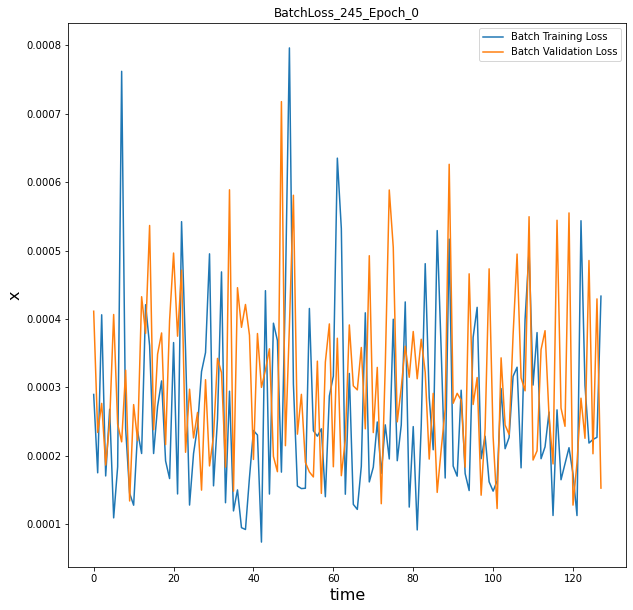 BatchLoss_245_Epoch_0
Batch Training Loss
Batch Validation Loss
0.0008
0.0007
0.0006
0.0005
0.0004
0.0003
0.0002
0.0001
x
0 20 40 60 80 100 120
time